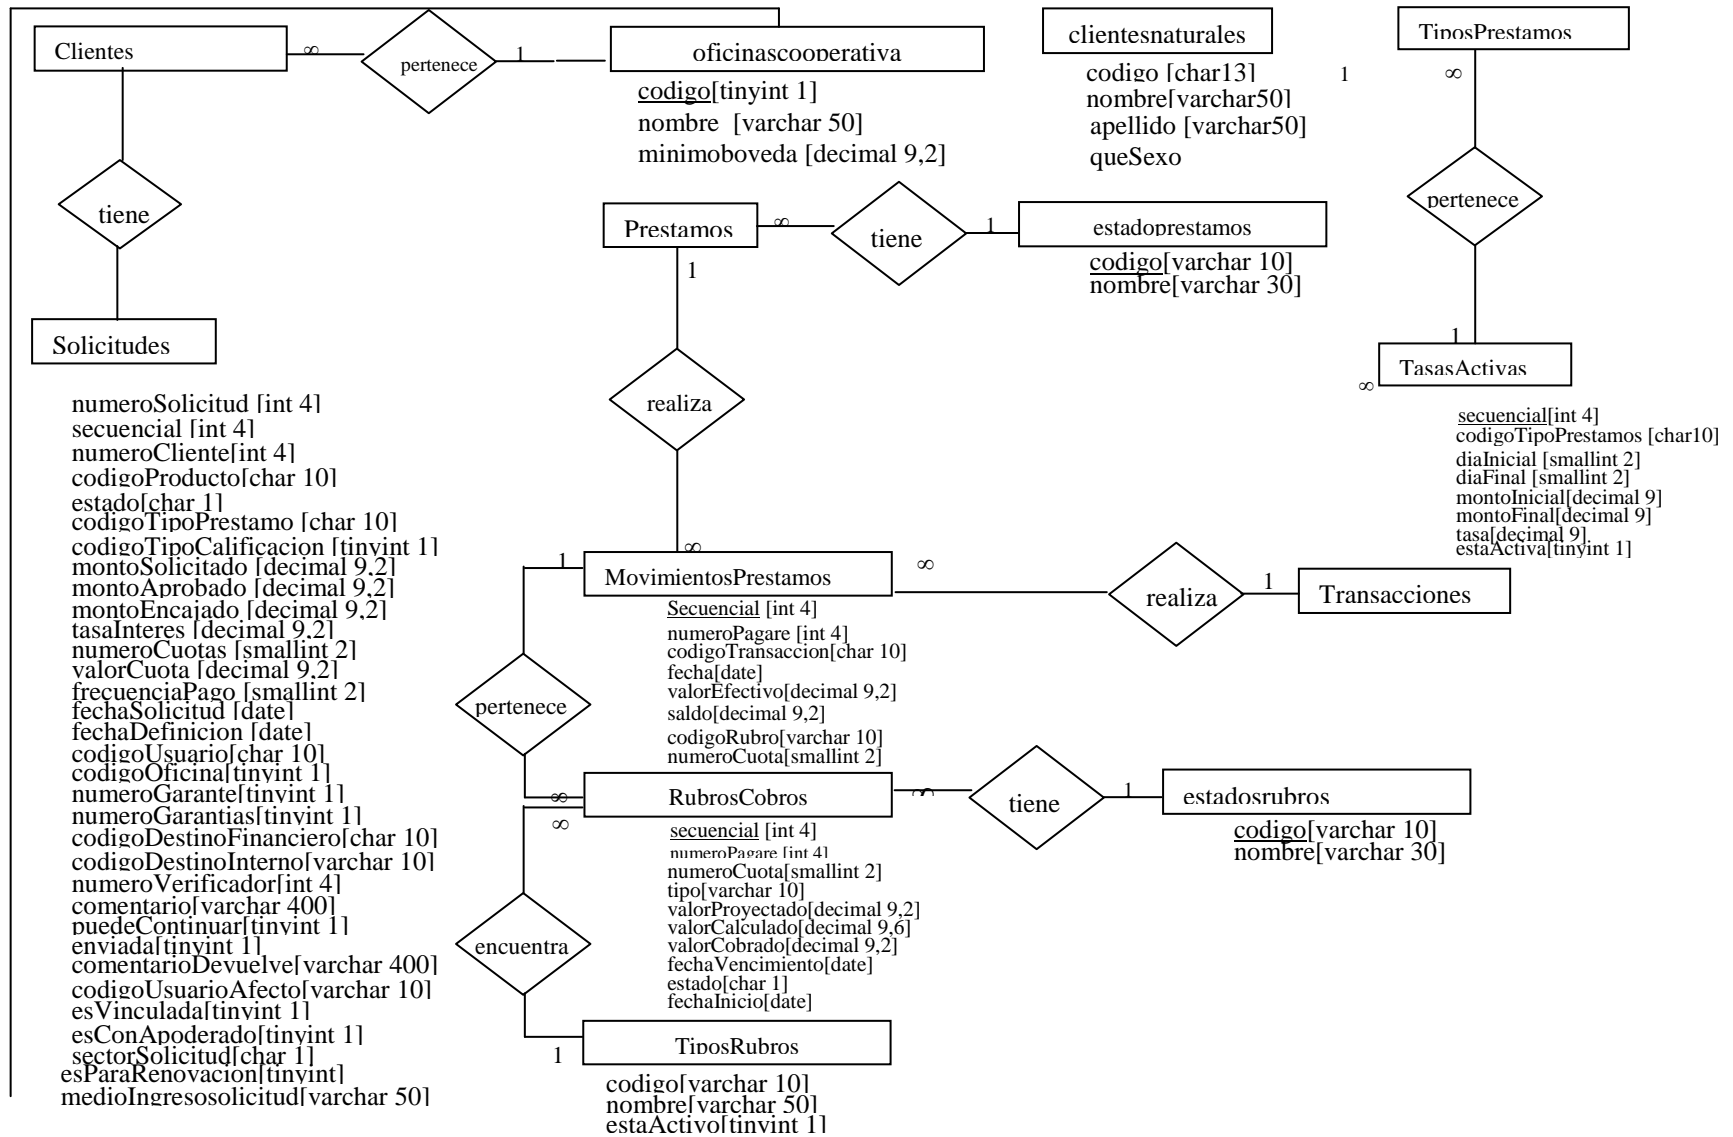 Clientes
∞
pertenece
1
oficinascooperativa
codigo[tinyint 1]
nombre [varchar 50]
minimoboveda [decimal 9,2]
clientesnaturales
codigo [char13]
nombre[varchar50]
apellido [varchar50]
queSexo
1
TiposPrestamos
∞
pertenece
1
TasasActivas
∞
secuencial[int 4]
codigoTipoPrestamos [char10]
diaInicial [smallint 2]
diaFinal [smallint 2]
montoInicial[decimal 9]
montoFinal[decimal 9]
tasa[decimal 9]
estaActiva[tinyint 1]
tiene
Solicitudes
numeroSolicitud [int 4]
secuencial [int 4]
numeroCliente[int 4]
codigoProducto[char 10]
estado[char 1]
codigoTipoPrestamo [char 10]
codigoTipoCalificacion [tinyint 1]
montoSolicitado [decimal 9,2]
montoAprobado [decimal 9,2]
montoEncajado [decimal 9,2]
tasaInteres [decimal 9,2]
numeroCuotas [smallint 2]
valorCuota [decimal 9,2]
frecuenciaPago [smallint 2]
fechaSolicitud [date]
fechaDefinicion [date]
codigoUsuario[char 10]
codigoOficina[tinyint 1]
numeroGarante[tinyint 1]
numeroGarantias[tinyint 1]
codigoDestinoFinanciero[char 10]
codigoDestinoInterno[varchar 10]
numeroVerificador[int 4]
comentario[varchar 400]
puedeContinuar[tinyint 1]
enviada[tinyint 1]
comentarioDevuelve[varchar 400]
codigoUsuarioAfecto[varchar 10]
esVinculada[tinyint 1]
esConApoderado[tinyint 1]
sectorSolicitud[char 1]
esParaRenovacion[tinyint]
medioIngresosolicitud[varchar 50]
Prestamos
∞
tiene
1
estadoprestamos
codigo[varchar 10]
nombre[varchar 30]
1
realiza
∞
1
MovimientosPrestamos
∞
realiza
1
Transacciones
Secuencial [int 4]
numeroPagare [int 4]
codigoTransaccion[char 10]
fecha[date]
valorEfectivo[decimal 9,2]
saldo[decimal 9,2]
codigoRubro[varchar 10]
numeroCuota[smallint 2]
pertenece
∞
RubrosCobros
∞
tiene
1
estadosrubros
codigo[varchar 10]
nombre[varchar 30]
∞
secuencial [int 4]
numeroPagare [int 4]
numeroCuota[smallint 2]
tipo[varchar 10]
valorProyectado[decimal 9,2]
valorCalculado[decimal 9,6]
valorCobrado[decimal 9,2]
fechaVencimiento[date]
estado[char 1]
fechaInicio[date]
encuentra
1
TiposRubros
codigo[varchar 10]
nombre[varchar 50]
estaActivo[tinyint 1]